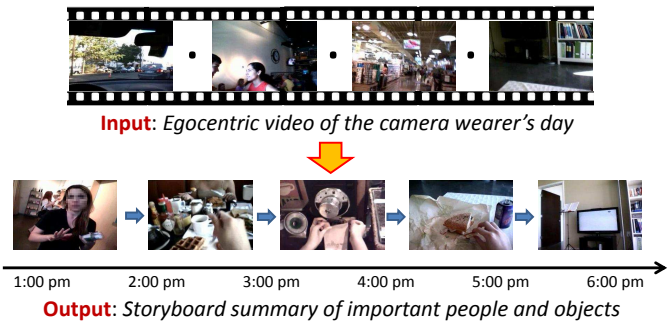 Input: Egocentric video of the camera wearer's day
1:00 pm 2:00 pm 3:00 pm 4:00 pm 5:00 pm 6:00 pm
Output: Storyboard summary of important people and objects